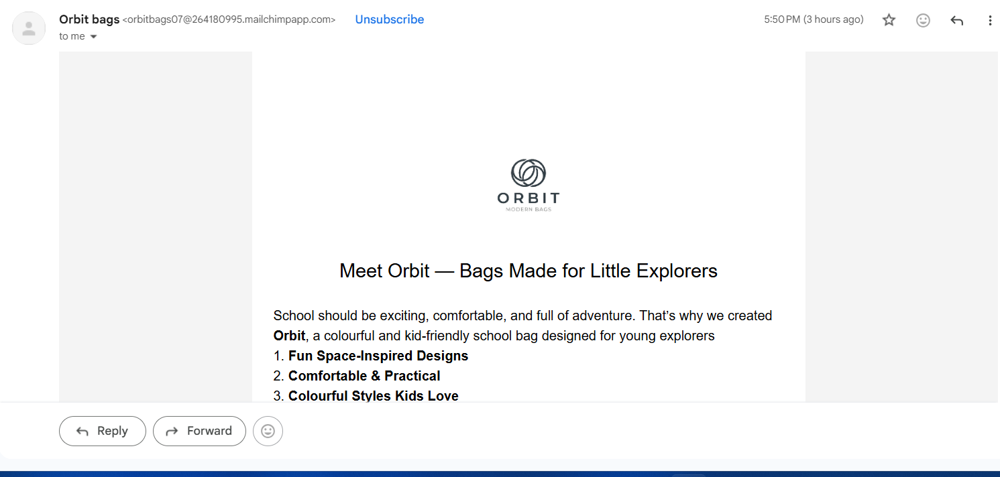 Orbit bags <orbitbags07@264180995.mailchimpapp.com> Unsubscribe 5:50 PM (3 hours ago)
to me
ORBIT
MODERN BAGS
Meet Orbit — Bags Made for Little Explorers
School should be exciting, comfortable, and full of adventure. That’s why we created
Orbit, a colourful and kid-friendly school bag designed for young explorers
1. Fun Space-Inspired Designs
2. Comfortable & Practical
3. Colourful Styles Kids Love
Reply Forward